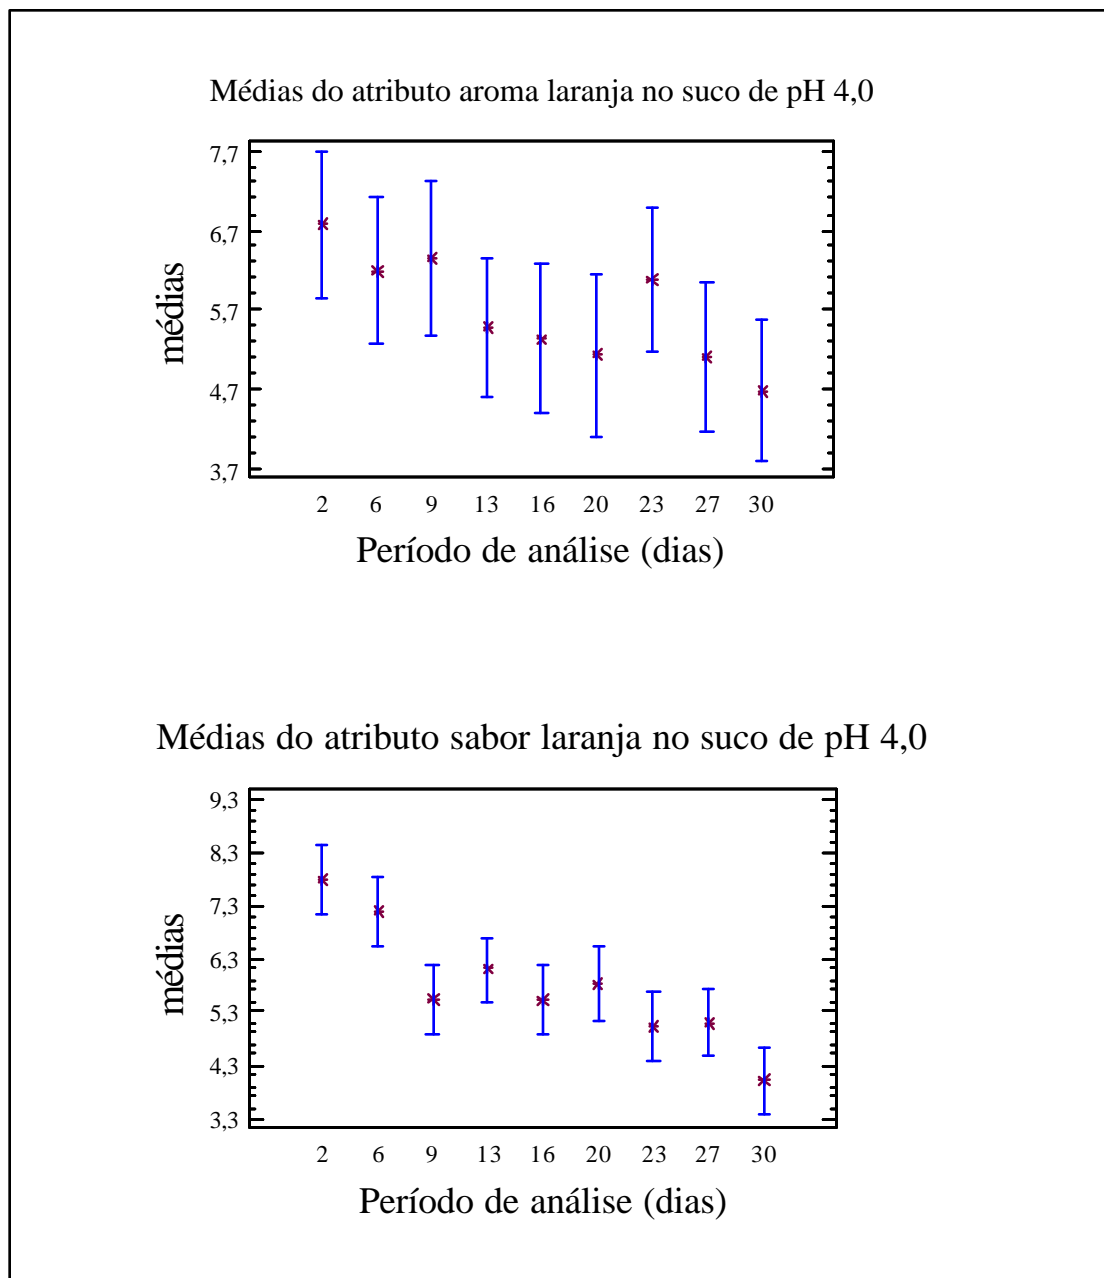 Médias do atributo aroma laranja no suco de pH 4,0
médias
7,7
6,7
5,7
4,7
3,7
2 6 9 13 16 20 23 27 30
Período de análise (dias)
Médias do atributo sabor laranja no suco de pH 4,0
médias
9,3
8,3
7,3
6,3
5,3
4,3
3,3
2 6 9 13 16 20 23 27 30
Período de análise (dias)